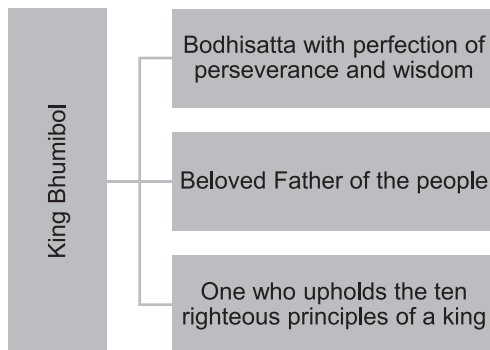 King Bhumibol
Bodhisatta with perfection of
perseverance and wisdom
Beloved Father of the people
One who upholds the ten
righteous principles of a king